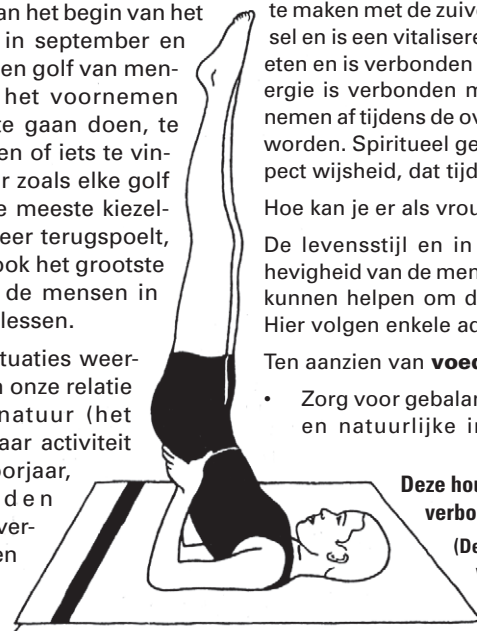 an het begin van het
in september en
en golf van men-
het voornemen
te gaan doen, te
en of iets te vin-
r zoals elke golf
e meeste kiezel-
eer terugspoelt,
ook het grootste
de mensen in
lessen.
tuaties weer-
n onze relatie
natuur (het
aar activiteit
oorjaar,
den
ver-
en
te maken met de zuive
sel en is een vitalisere
eten en is verbonden
ergie is verbonden m
nemen af tijdens de ov
worden. Spiritueel ge
pect wijsheid, dat tijd
Hoe kan je er als vrou
De levensstijl en in
hevigheid van de men
kunnen helpen om d
Hier volgen enkele ad
Ten aanzien van voed
• Zorg voor gebalan
en natuurlijke in
Deze hou
verbo
(De